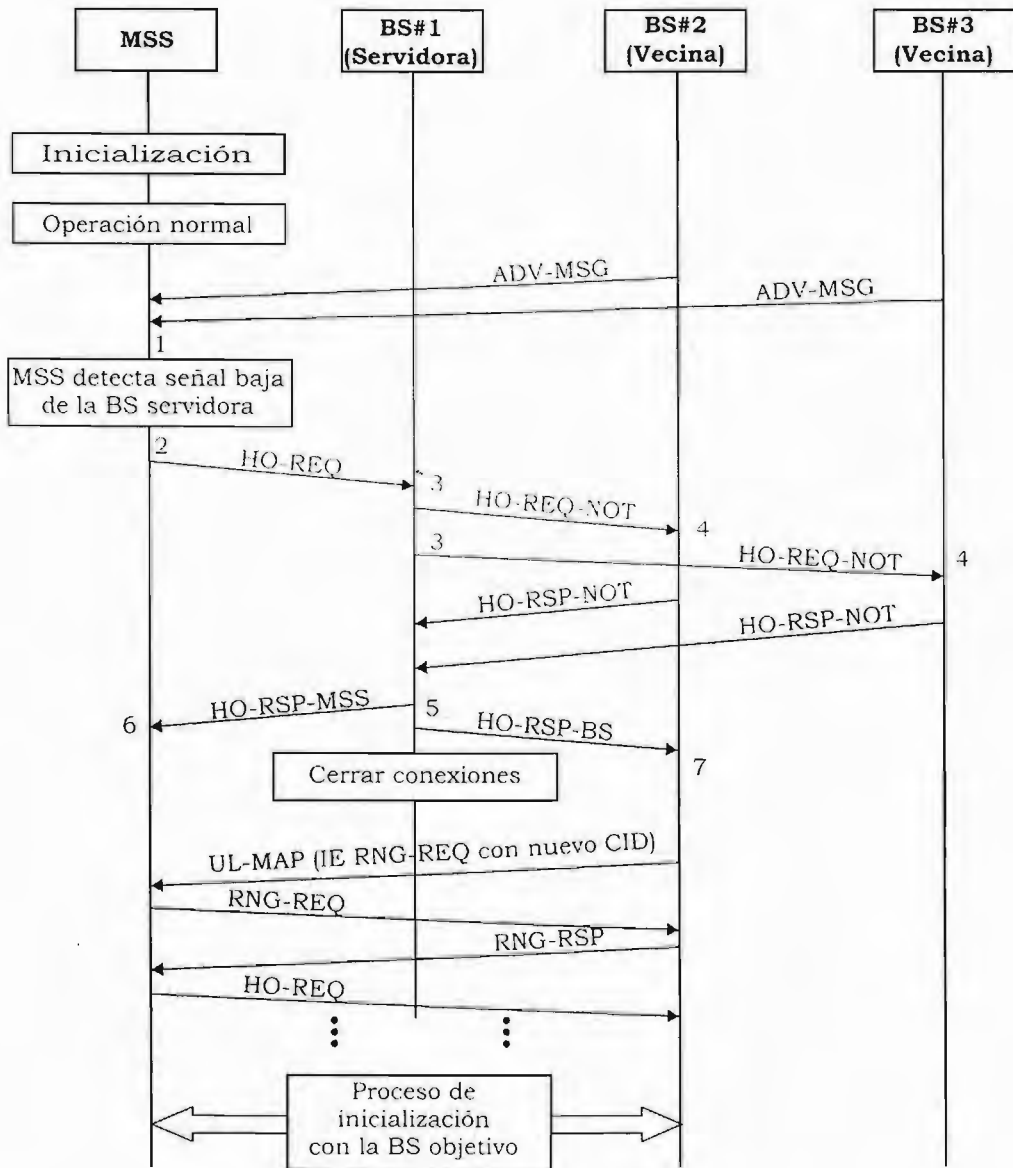 MSS
BS#1
(Servidora)
BS#2
(Vecina)
BS#3
(Vecina)
Inicialización
Operación normal
ADV-MSG
ADV-MSG
1
MSS detecta señal baja
de la BS servidora
2
HO-REQ
3
HO-REQ-NOT
4
3
HO-REQ-NOT
4
HO-RSP-NOT
HO-RSP-NOT
HO-RSP-MSS
5
6
HO-RSP-BS
7
Cerrar conexiones
UL-MAP (IE RNG-REQ con nuevo CID)
RNG-REQ
RNG-RSP
HO-REQ
Proceso de
inicialización
con la BS objetivo